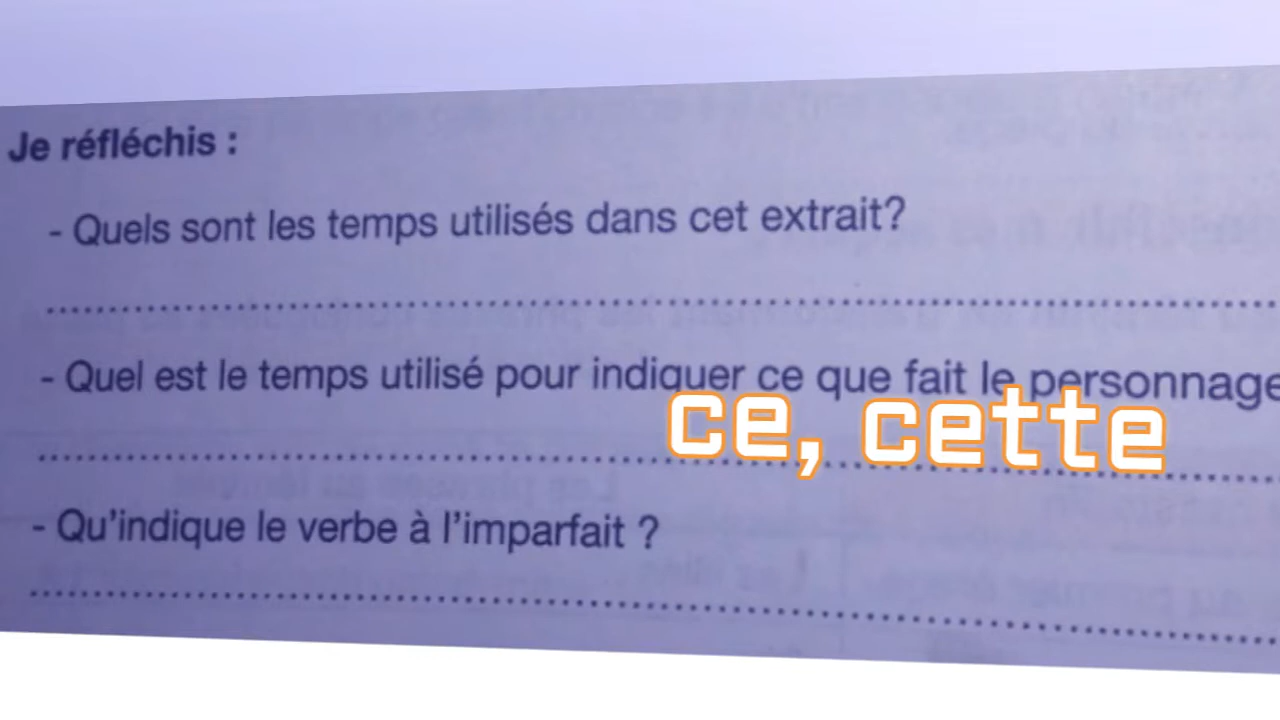 Je réfléchis :
- Quels sont les temps utilisés dans cet extrait?
- Quel est le temps utilisé pour indiquer ce que fait le personnage
ce, cette
- Qu'indique le verbe à l'imparfait ?